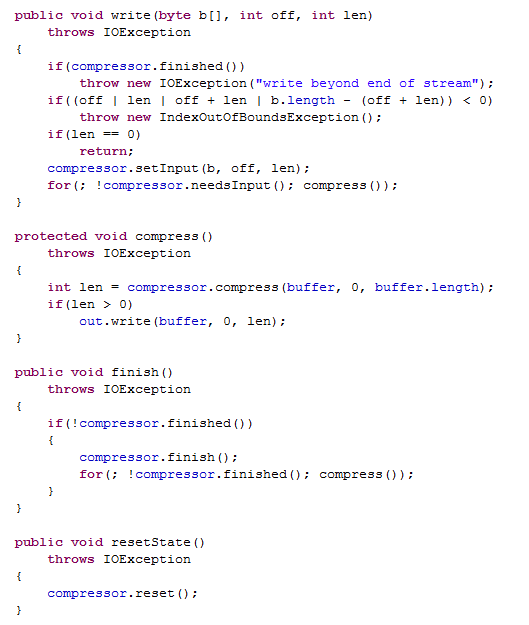 public void write(byte b[], int off, int len)
    throws IOException
{
    if(compressor.finished())
        throw new IOException("write beyond end of stream");
    if((off | len | off + len | b.length - (off + len)) < 0)
        throw new IndexOutOfBoundsException();
    if(len == 0)
        return;
    compressor.setInput(b, off, len);
    for(; !compressor.needsInput(); compress());
}

protected void compress()
    throws IOException
{
    int len = compressor.compress(buffer, 0, buffer.length);
    if(len > 0)
        out.write(buffer, 0, len);
}

public void finish()
    throws IOException
{
    if(!compressor.finished())
    {
        compressor.finish();
        for(; !compressor.finished(); compress());
    }
}

public void resetState()
    throws IOException
{
    compressor.reset();
}